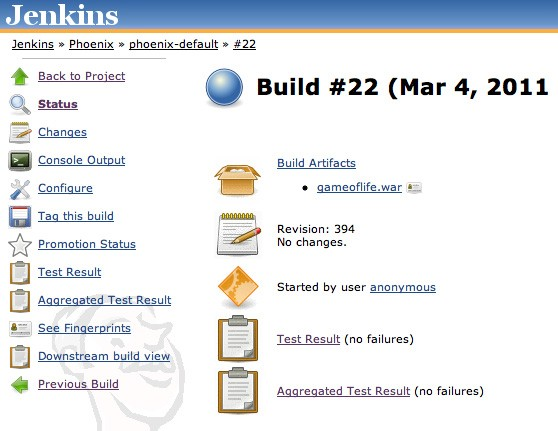 Jenkins
Jenkins » Phoenix » phoenix-default » #22
Back to Project
Status
Changes
Console Output
Configure
Tag this build
Promotion Status
Test Result
Aggregated Test Result
See Fingerprints
Downstream build view
Previous Build
Build #22 (Mar 4, 2011
Build Artifacts
gameoflife.war
Revision: 394
No changes.
Started by user anonymous
Test Result (no failures)
Aggregated Test Result (no failures)